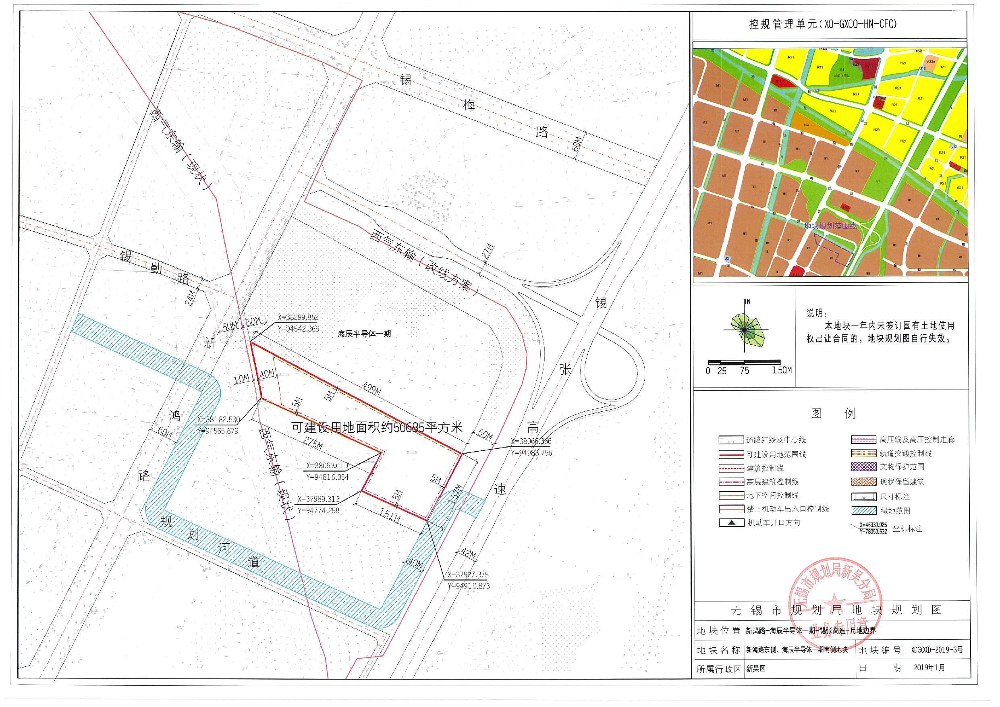 控规管理单元(XQ-GXCQ-HN-CFQ)
地块规划范围线
锡梅路
60M
西气东输(现状)
西气东输(改线方案)
27M
锡勤路
24M
新鸿路
50M
50M
X=38299.852
Y=94542.366
海辰半导体一期
10M
40M
5M
5M
499M
X=38182.530
Y=94565.679
60M
可建设用地面积约50685平方米
275M
50M
X=38066.366
Y=94983.756
X=38069.019
Y=94816.054
5M
157M
X=37989.312
Y=94774.258
5M
151M
西气东输(现状)
锡张高速
规划河道
40M
42M
X=37927.375
Y=94910.873
N
0 25 75 150M
说明:
本地块一年内未签订国有土地使用
权出让合同的,地块规划图自行失效。
图 例
道路红线及中心线
可建设用地范围线
建筑控制线
高层建筑控制线
地下空间控制线
禁止机动车出入口控制线
机动车开口方向
高压线及高压控制走廊
轨道交通控制线
文物保护范围
现状保留建筑
尺寸标注
绿地范围
X=46339.925
Y=78053.532
坐标标注
无锡市规划局新吴分局
业务专用章
无锡市规划局地块规划图
地块位置 新鸿路-海辰半导体一期-锡张高速-用地边界
地块名称 新鸿路东侧、海辰半导体一期南侧地块 地块编号 XDG(XQ)-2019-3号
所属行政区 新吴区 日期 2019年1月